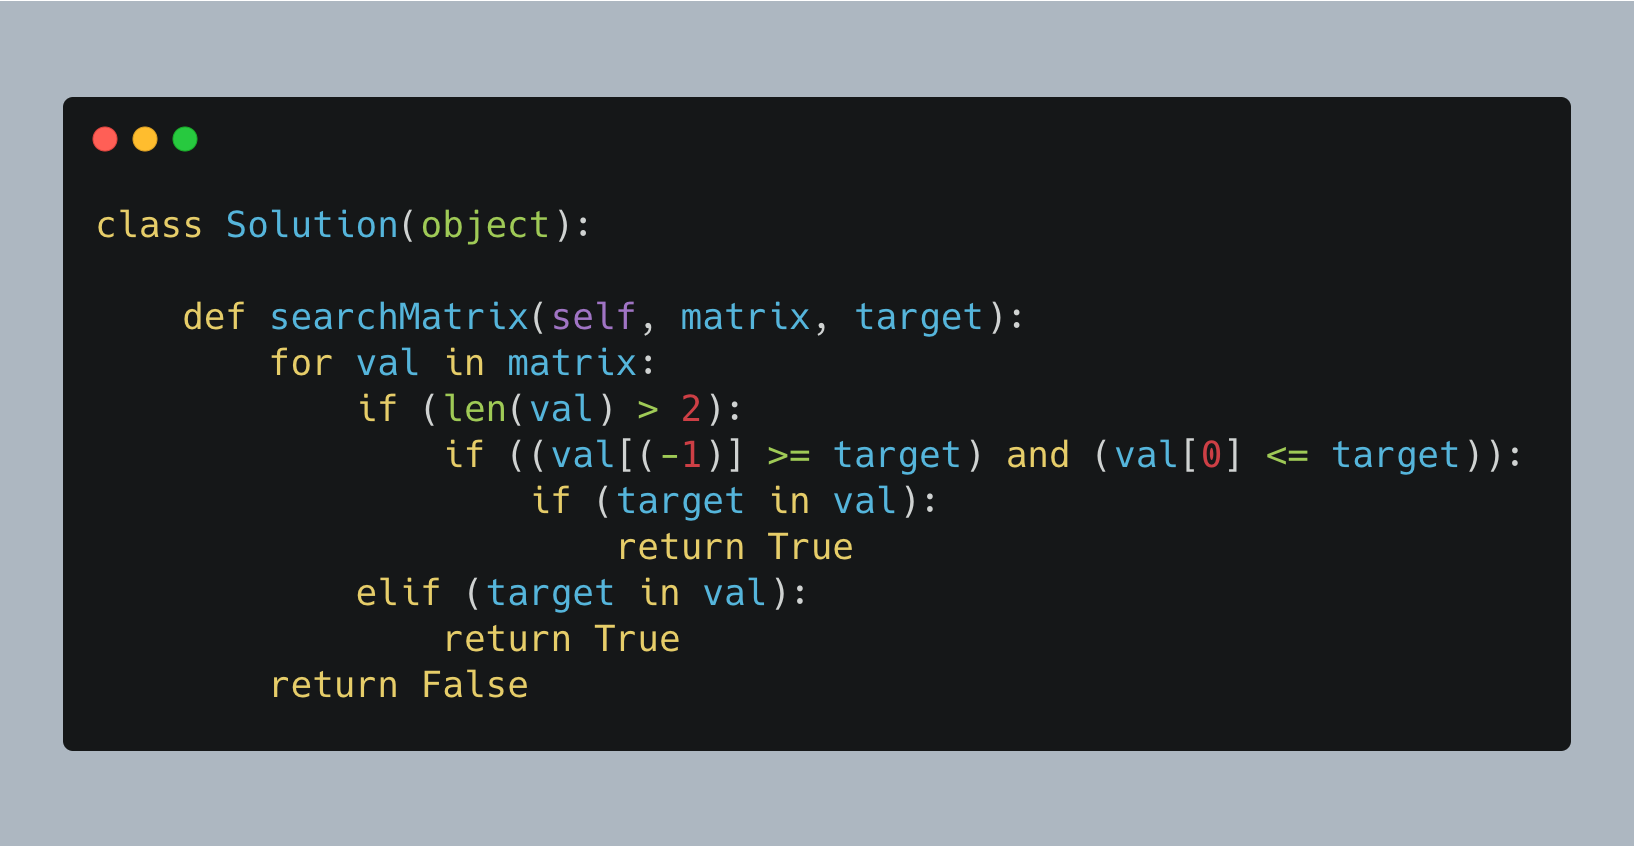 class Solution(object):

    def searchMatrix(self, matrix, target):
        for val in matrix:
            if (len(val) > 2):
                if ((val[(-1)] >= target) and (val[0] <= target)):
                    if (target in val):
                        return True
            elif (target in val):
                return True
        return False